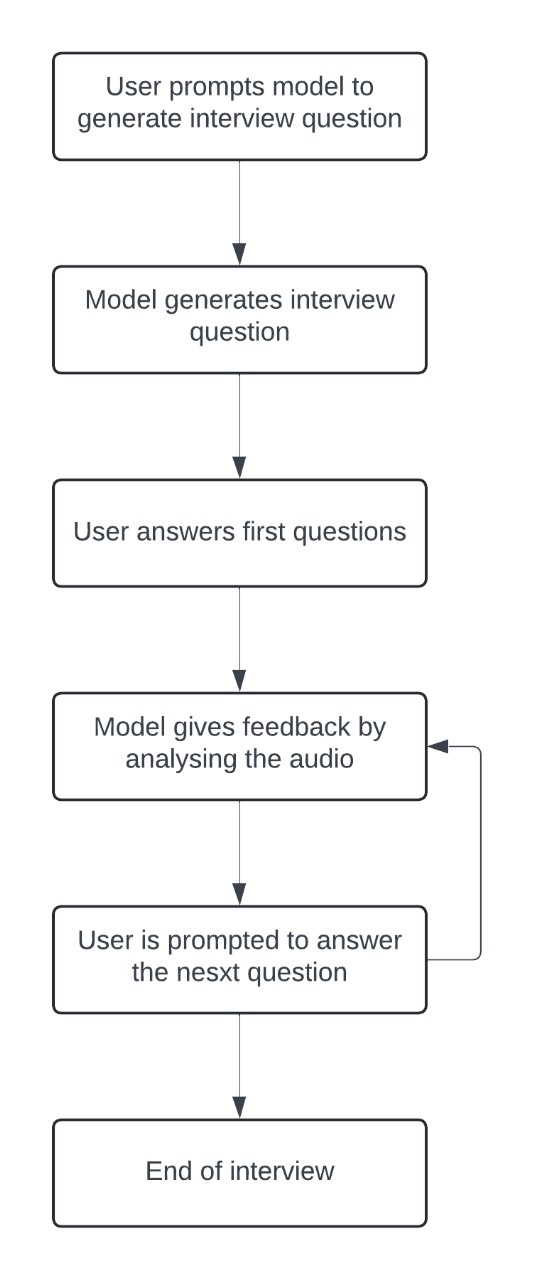 User prompts model to
generate interview question
Model generates interview
question
User answers first questions
Model gives feedback by
analysing the audio
User is prompted to answer
the nesxt question
End of interview